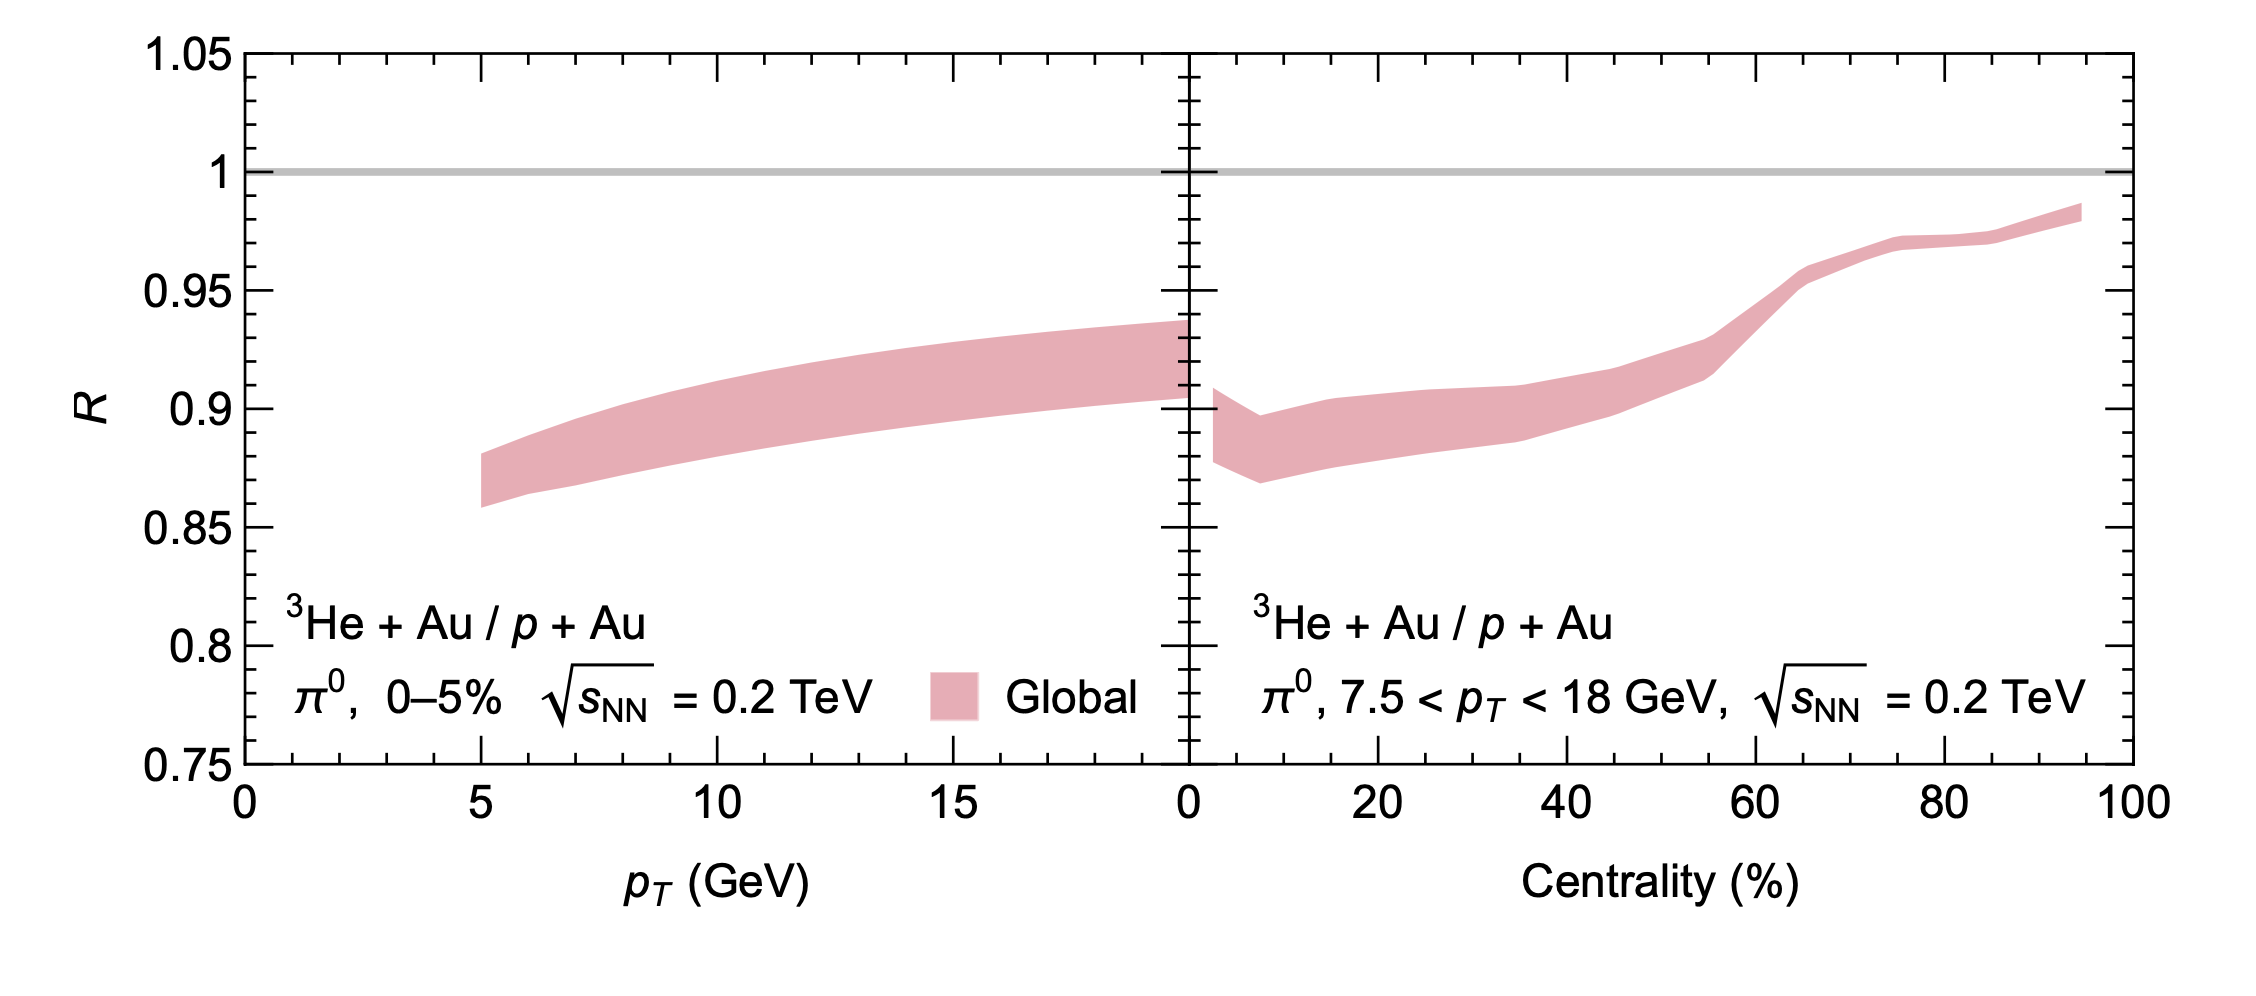 1.05
1
0.95
0.9
0.85
0.8
0.75
R
³He + Au / p + Au
π⁰, 0–5% √sNN = 0.2 TeV
Global
³He + Au / p + Au
π⁰, 7.5 < pT < 18 GeV, √sNN = 0.2 TeV
0 5 10 15 0 20 40 60 80 100
pT (GeV)
Centrality (%)